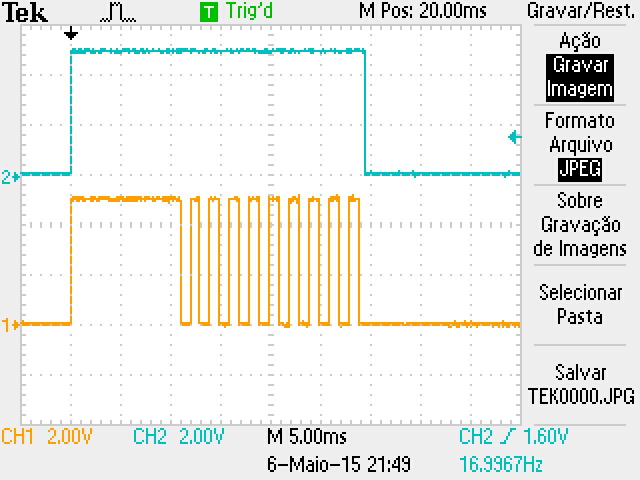 Tek T Trig'd M Pos: 20.00ms Gravar/Rest.
Ação
Gravar
Imagem
Formato
Arquivo
JPEG
2
Sobre
Gravação
de Imagens
Selecionar
Pasta
1
Salvar
TEK0000.JPG
CH1 2.00V CH2 2.00V M 5.00ms CH2 1.60V
6-Maio-15 21:49 16.9967Hz